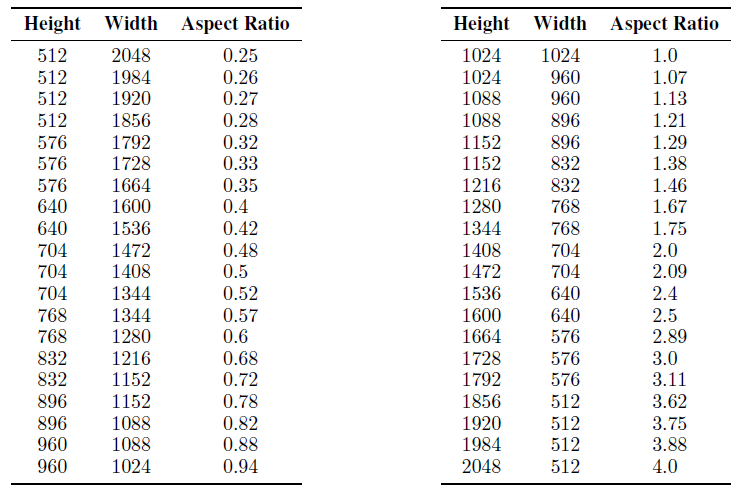 Height Width Aspect Ratio
512 2048 0.25
512 1984 0.26
512 1920 0.27
512 1856 0.28
576 1792 0.32
576 1728 0.33
576 1664 0.35
640 1600 0.4
640 1536 0.42
704 1472 0.48
704 1408 0.5
704 1344 0.52
768 1344 0.57
768 1280 0.6
832 1216 0.68
832 1152 0.72
896 1152 0.78
896 1088 0.82
960 1088 0.88
960 1024 0.94
Height Width Aspect Ratio
1024 1024 1.0
1024 960 1.07
1088 960 1.13
1088 896 1.21
1152 896 1.29
1152 832 1.38
1216 832 1.46
1280 768 1.67
1344 768 1.75
1408 704 2.0
1472 704 2.09
1536 640 2.4
1600 640 2.5
1664 576 2.89
1728 576 3.0
1792 576 3.11
1856 512 3.62
1920 512 3.75
1984 512 3.88
2048 512 4.0